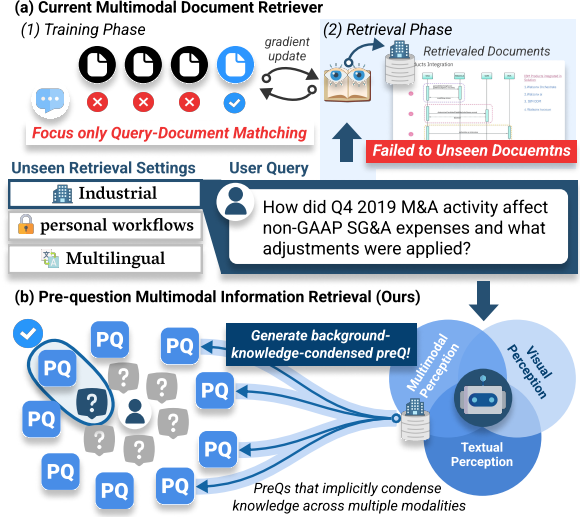 (a) Current Multimodal Document Retriever
(1) Training Phase
gradient
update
(2) Retrieval Phase
Retrievaled Documents
ducts Integration
Focus only Query-Document Mathching
Failed to Unseen Docuemtns
Unseen Retrieval Settings
User Query
Industrial
personal workflows
Multilingual
How did Q4 2019 M&A activity affect
non-GAAP SG&A expenses and what
adjustments were applied?
(b) Pre-question Multimodal Information Retrieval (Ours)
Generate background-
knowledge-condensed preQ!
PQ
PQ
PQ
PQ
PQ
PQ
PQ
PQ
PQ
PQ
?
?
?
?
?
?
?
Multimodal
Perception
Visual
Perception
Textual
Perception
PreQs that implicitly condense
knowledge across multiple modalities